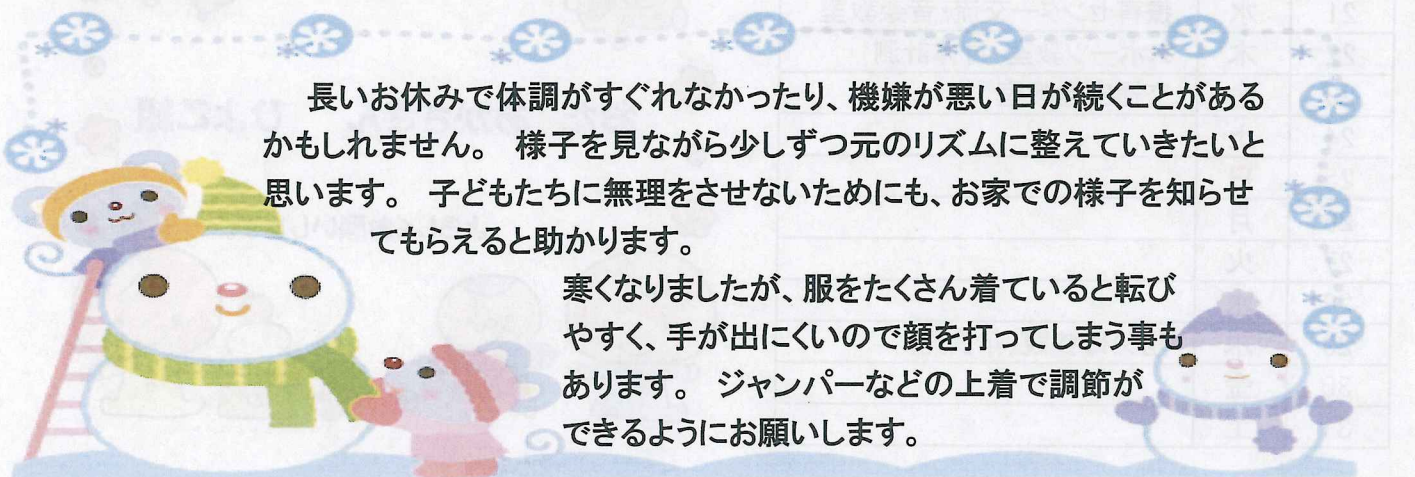 長いお休みで体調がすぐれなかったり、機嫌が悪い日が続くことがある
かもしれません。 様子を見ながら少しずつ元のリズムに整えていきたいと
思います。 子どもたちに無理をさせないためにも、お家での様子を知らせ
てもらえると助かります。
寒くなりましたが、服をたくさん着ていると転び
やすく、手が出にくいので顔を打ってしまう事も
あります。 ジャンパーなどの上着で調節が
できるようにお願いします。